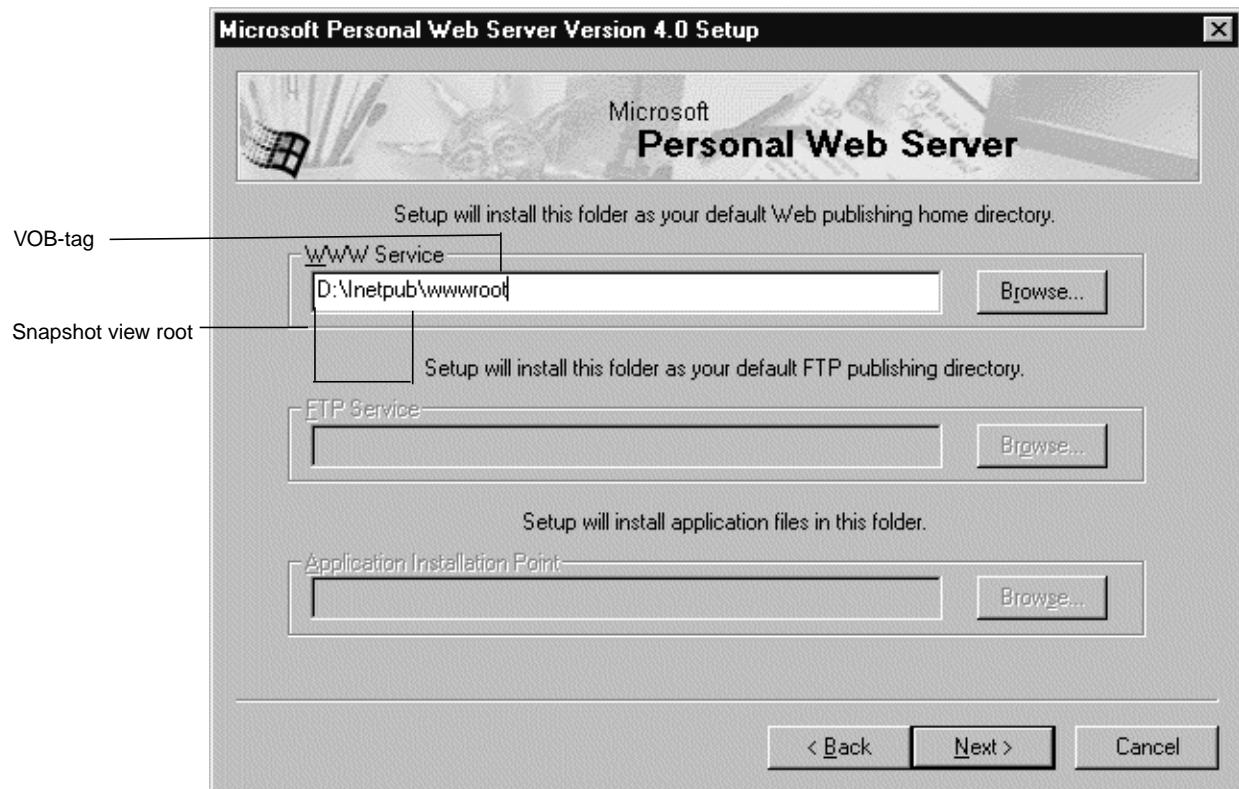 Microsoft Personal Web Server Version 4.0 Setup
Microsoft
Personal Web Server
Setup will install this folder as your default Web publishing home directory.
VOB-tag
WWW Service
D:\Inetpub\wwwroot
Browse...
Snapshot view root
Setup will install this folder as your default FTP publishing directory.
FTP Service
Browse...
Setup will install application files in this folder.
Application Installation Point
Browse...
< Back
Next >
Cancel